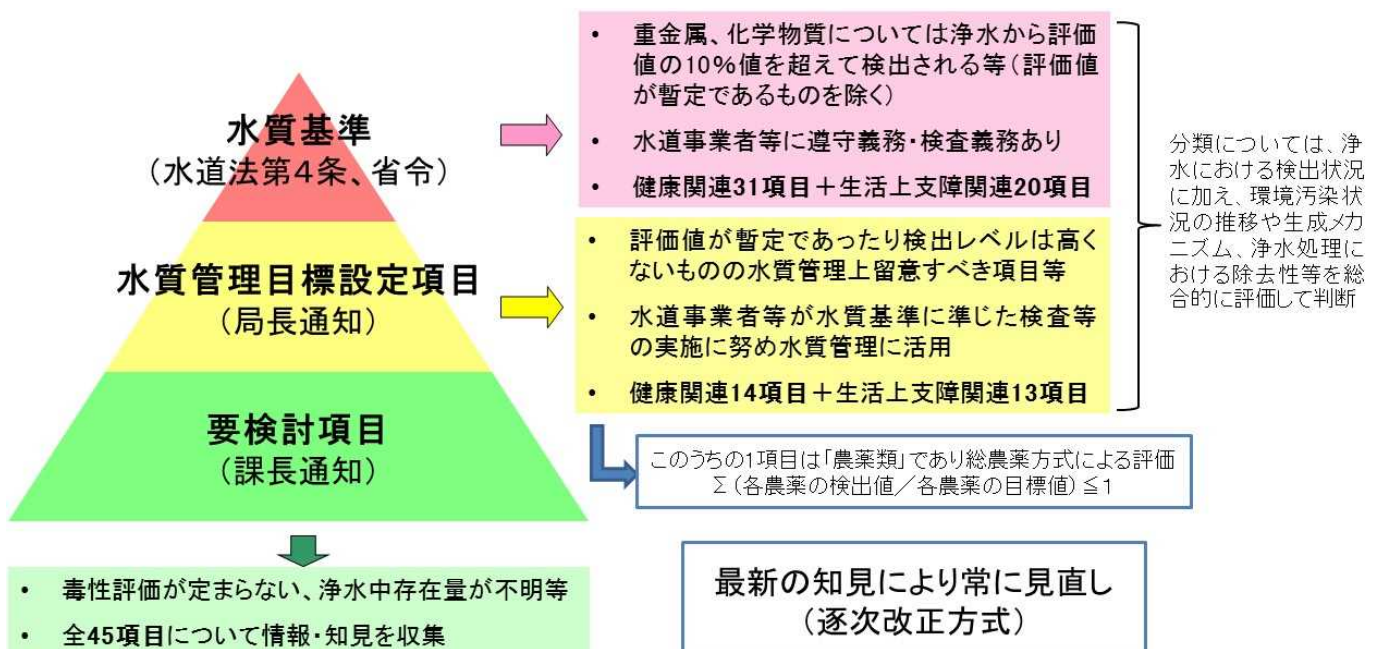 水質基準
（水道法第4条、省令）
• 重金属、化学物質については浄水から評価
値の10%値を超えて検出される等（評価値
が暫定であるものを除く）
• 水道事業者等に遵守義務・検査義務あり
• 健康関連31項目＋生活上支障関連20項目
水質管理目標設定項目
（局長通知）
• 評価値が暫定であったり検出レベルは高く
ないものの水質管理上留意すべき項目等
• 水道事業者等が水質基準に準じた検査等
の実施に努め水質管理に活用
• 健康関連14項目＋生活上支障関連13項目
分類については、浄
水における検出状況
に加え、環境汚染状
況の推移や生成メカ
ニズム、浄水処理に
おける除去性等を総
合的に評価して判断
このうちの1項目は「農薬類」であり総農薬方式による評価
Σ（各農薬の検出値／各農薬の目標値）≦1
要検討項目
（課長通知）
• 毒性評価が定まらない、浄水中存在量が不明等
• 全45項目について情報・知見を収集
最新の知見により常に見直し
（逐次改正方式）